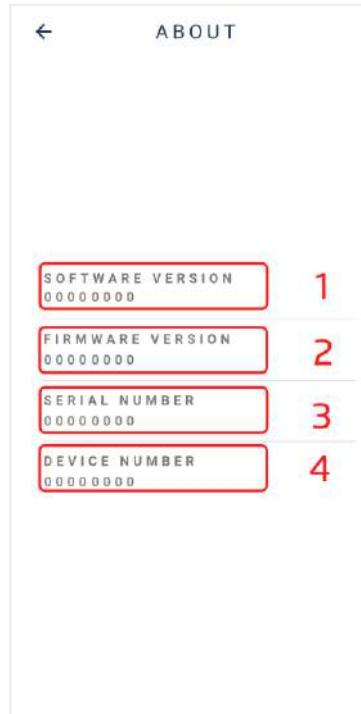 ← ABOUT
SOFTWARE VERSION
00000000
1
FIRMWARE VERSION
00000000
2
SERIAL NUMBER
00000000
3
DEVICE NUMBER
00000000
4